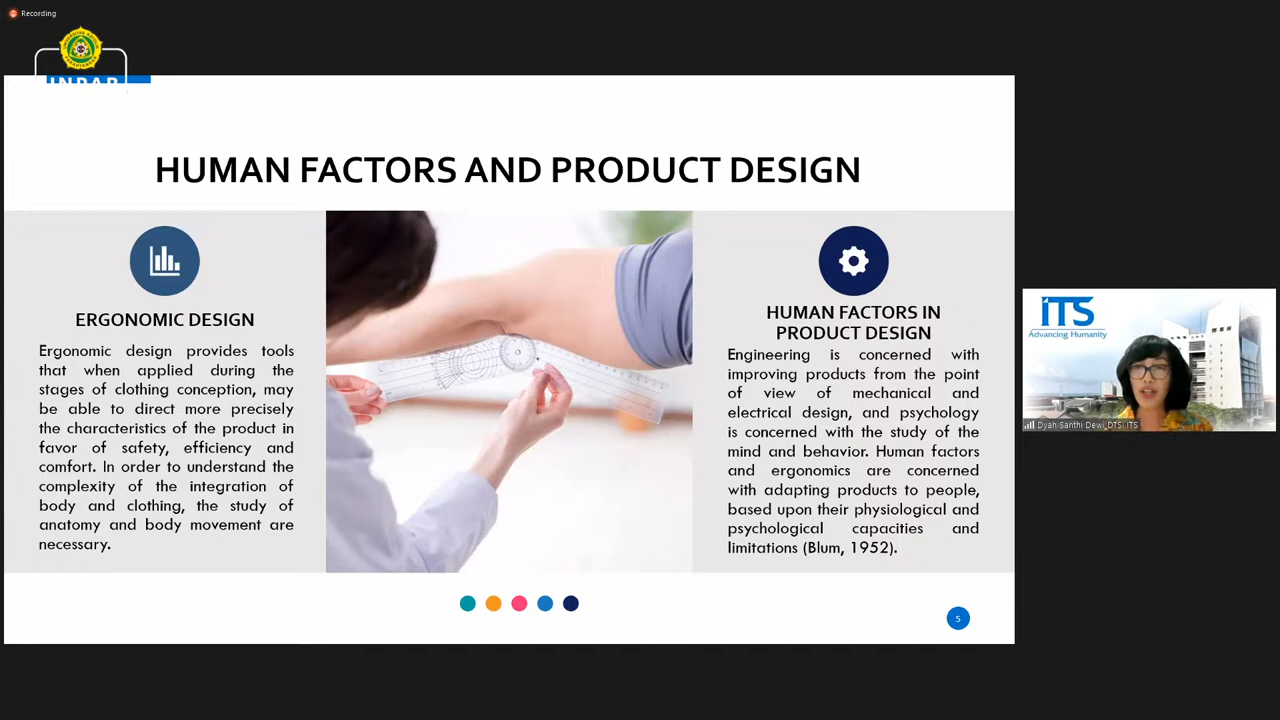 Recording
UNPAR
HUMAN FACTORS AND PRODUCT DESIGN
ERGONOMIC DESIGN
Ergonomic design provides tools
that when applied during the
stages of clothing conception, may
be able to direct more precisely
the characteristics of the product in
favor of safety, efficiency and
comfort. In order to understand the
complexity of the integration of
body and clothing, the study of
anatomy and body movement are
necessary.
HUMAN FACTORS IN
PRODUCT DESIGN
Engineering is concerned with
improving products from the point
of view of mechanical and
electrical design, and psychology
is concerned with the study of the
mind and behavior. Human factors
and ergonomics are concerned
with adapting products to people,
based upon their physiological and
psychological capacities and
limitations (Blum, 1952).
5
ITS
Advancing Humanity
Dyah Santhi Dewi_DTSI ITS